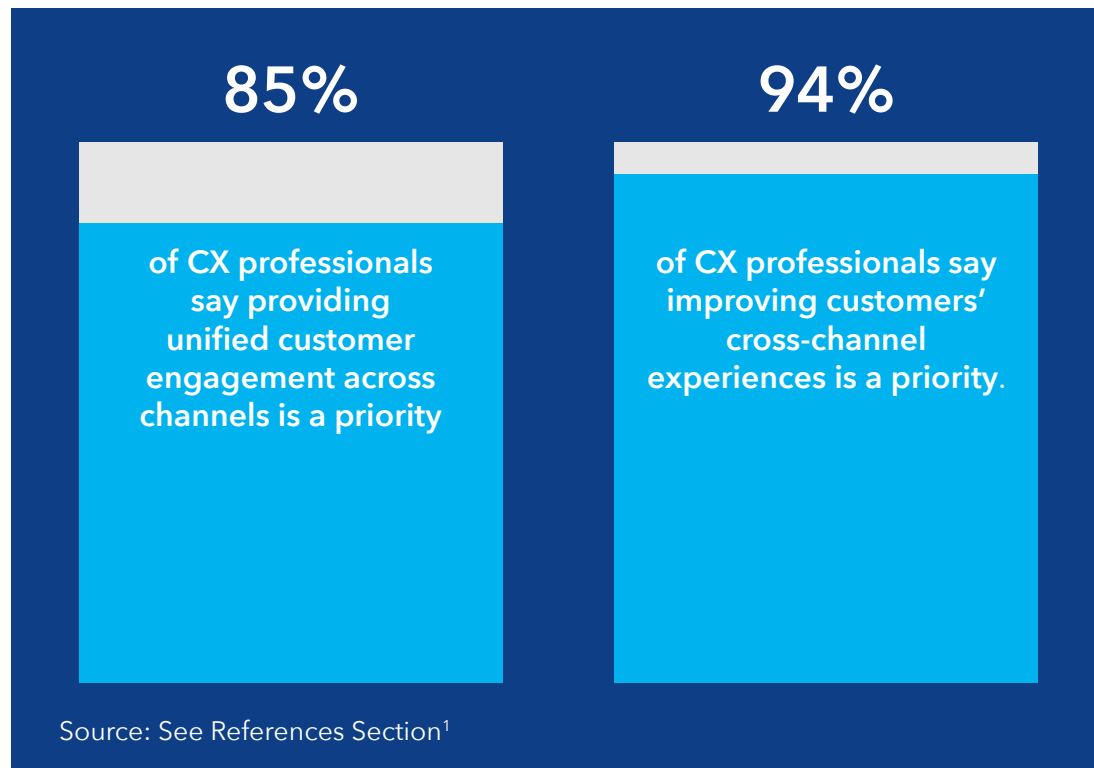 85%
of CX professionals
say providing
unified customer
engagement across
channels is a priority
94%
of CX professionals say
improving customers’
cross-channel
experiences is a priority.
Source: See References Section¹